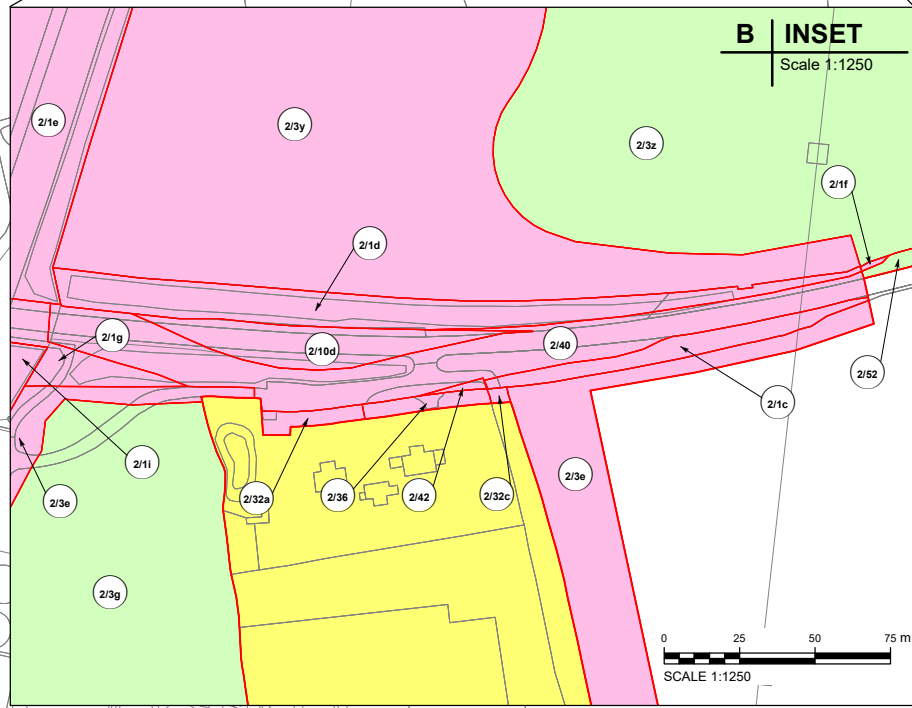 B INSET
Scale 1:1250
2/1e
2/3y
2/3z
2/1f
2/1d
2/1g
2/10d
2/40
2/52
2/1c
2/1i
2/3e
2/32a
2/36
2/42
2/32c
2/3e
2/3g
0 25 50 75 m
SCALE 1:1250